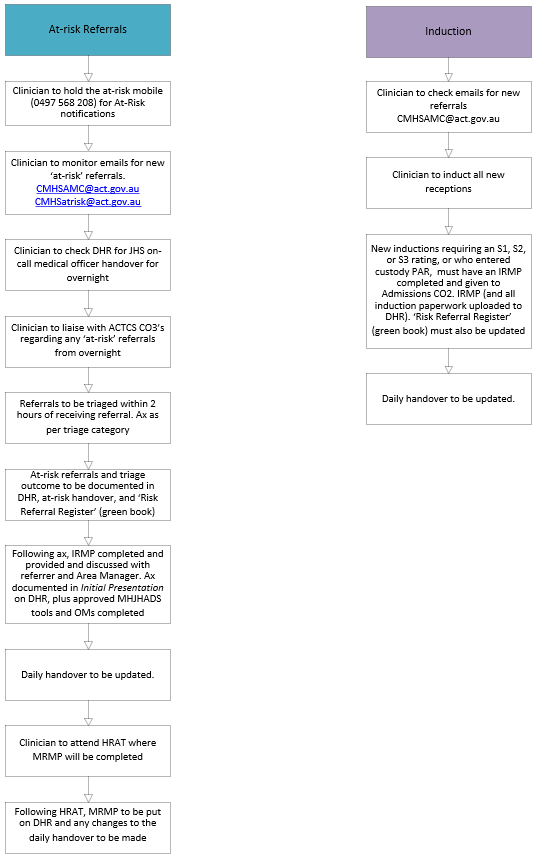 At-risk Referrals
Clinician to hold the at-risk mobile
(0497 568 208) for At-Risk
notifications
Clinician to monitor emails for new
‘at-risk’ referrals.
CMHSAMC@act.gov.au
CMHSatrisk@act.gov.au
Clinician to check DHR for JHS on-
call medical officer handover for
overnight
Clinician to liaise with ACTCS CO3’s
regarding any ‘at-risk’ referrals
from overnight
Referrals to be triaged within 2
hours of receiving referral. Ax as
per triage category
At-risk referrals and triage
outcome to be documented in
DHR, at-risk handover, and ‘Risk
Referral Register’ (green book)
Following ax, IRMP completed and
provided and discussed with
referrer and Area Manager. Ax
documented in Initial Presentation
on DHR, plus approved MHJHADS
tools and OMs completed
Daily handover to be updated.
Clinician to attend HRAT where
MRMP will be completed
Following HRAT, MRMP to be put
on DHR and any changes to the
daily handover to be made
Induction
Clinician to check emails for new
referrals
CMHSAMC@act.gov.au
Clinician to induct all new
receptions
New inductions requiring an S1, S2,
or S3 rating, or who entered
custody PAR,  must have an IRMP
completed and given to
Admissions CO2. IRMP (and all
induction paperwork uploaded to
DHR). ‘Risk Referral Register’
(green book) must also be updated
Daily handover to be updated.